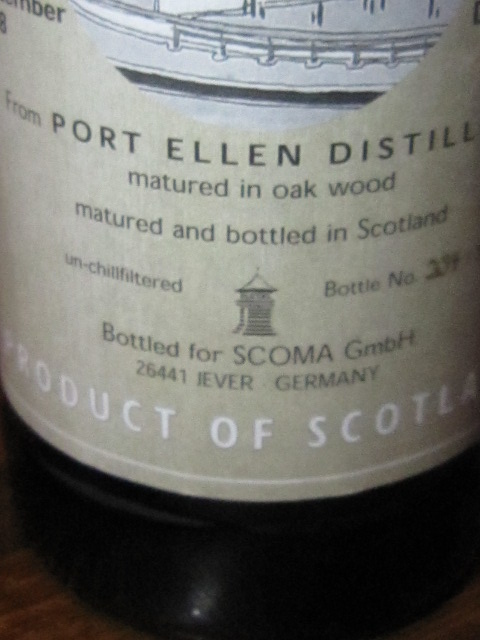 8
From PORT ELLEN DISTILL
matured in oak wood
matured and bottled in Scotland
un-chillfiltered
Bottle No.
Bottled for SCOMA GmbH
26441 JEVER GERMANY
PRODUCT OF SCOTLA